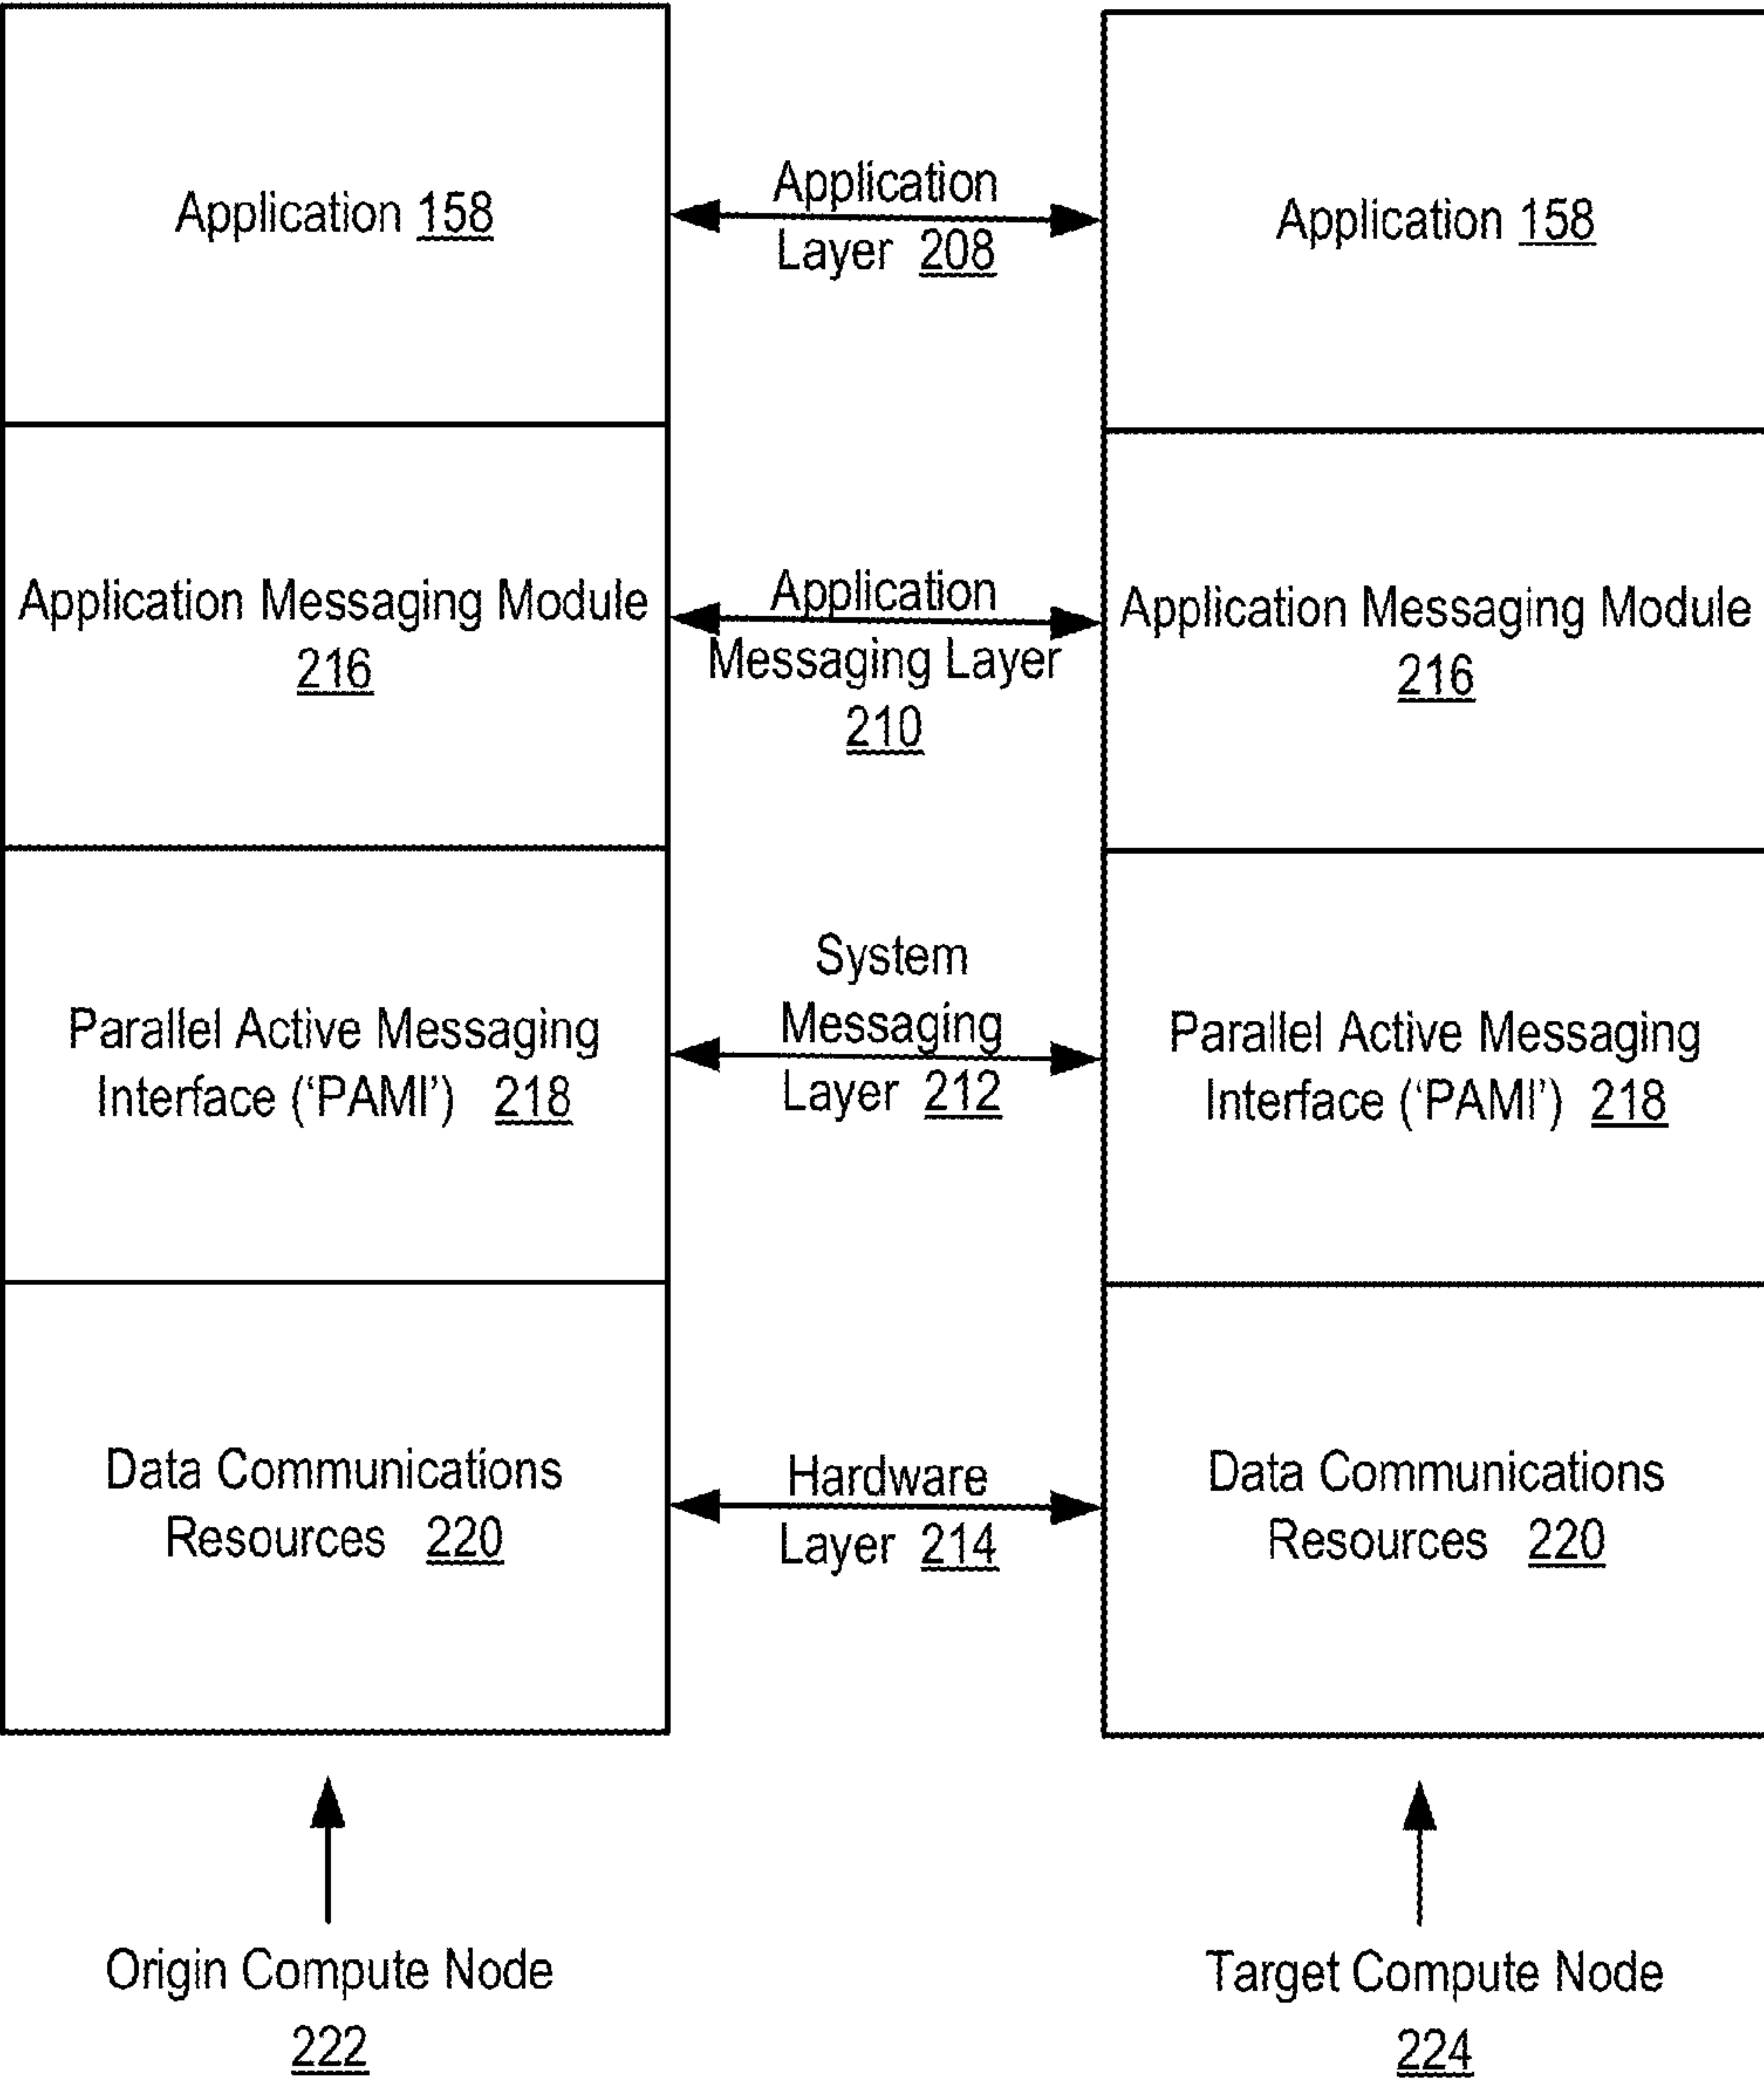 Application 158
Application
Layer 208
Application 158
Application Messaging Module
216
Application
Messaging Layer
210
Application Messaging Module
216
Parallel Active Messaging
Interface (‘PAMI’) 218
System
Messaging
Layer 212
Parallel Active Messaging
Interface (‘PAMI’) 218
Data Communications
Resources 220
Hardware
Layer 214
Data Communications
Resources 220
Origin Compute Node
222
Target Compute Node
224